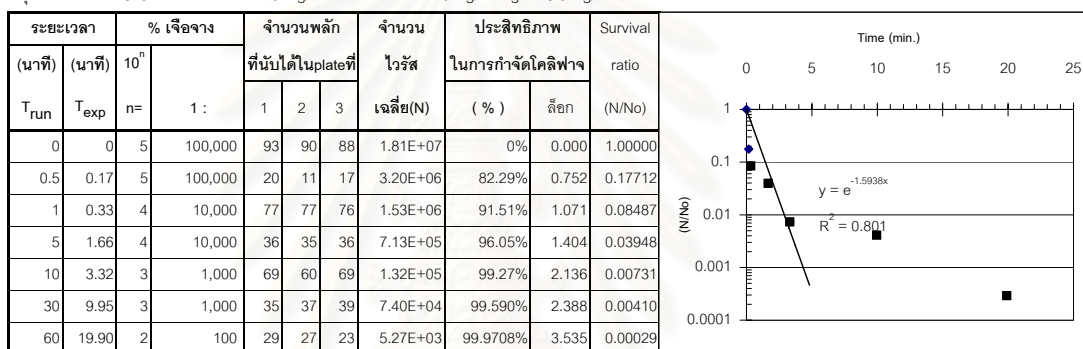 ระยะเวลา % เจือจาง จำนวนพลัก จำนวน ประสิทธิภาพ Survival
(นาที) (นาที) 10^n ที่นับได้ในplateที่ ไวรัส ในการกำจัดโคลิฟาจ ratio
Trun Texp n= 1 : 1 2 3 เฉลี่ย(N) ( % ) ล็อก (N/No)
0 0 5 100,000 93 90 88 1.81E+07 0% 0.000 1.00000
0.5 0.17 5 100,000 20 11 17 3.20E+06 82.29% 0.752 0.17712
1 0.33 4 10,000 77 77 76 1.53E+06 91.51% 1.071 0.08487
5 1.66 4 10,000 36 35 36 7.13E+05 96.05% 1.404 0.03948
10 3.32 3 1,000 69 60 69 1.32E+05 99.27% 2.136 0.00731
30 9.95 3 1,000 35 37 39 7.40E+04 99.590% 2.388 0.00410
60 19.90 2 100 29 27 23 5.27E+03 99.9708% 3.535 0.00029
Time (min.)
0 5 10 15 20 25
1
0.1
0.01
0.001
0.0001
(N/No)
y = e^-1.5938x
R^2 = 0.801